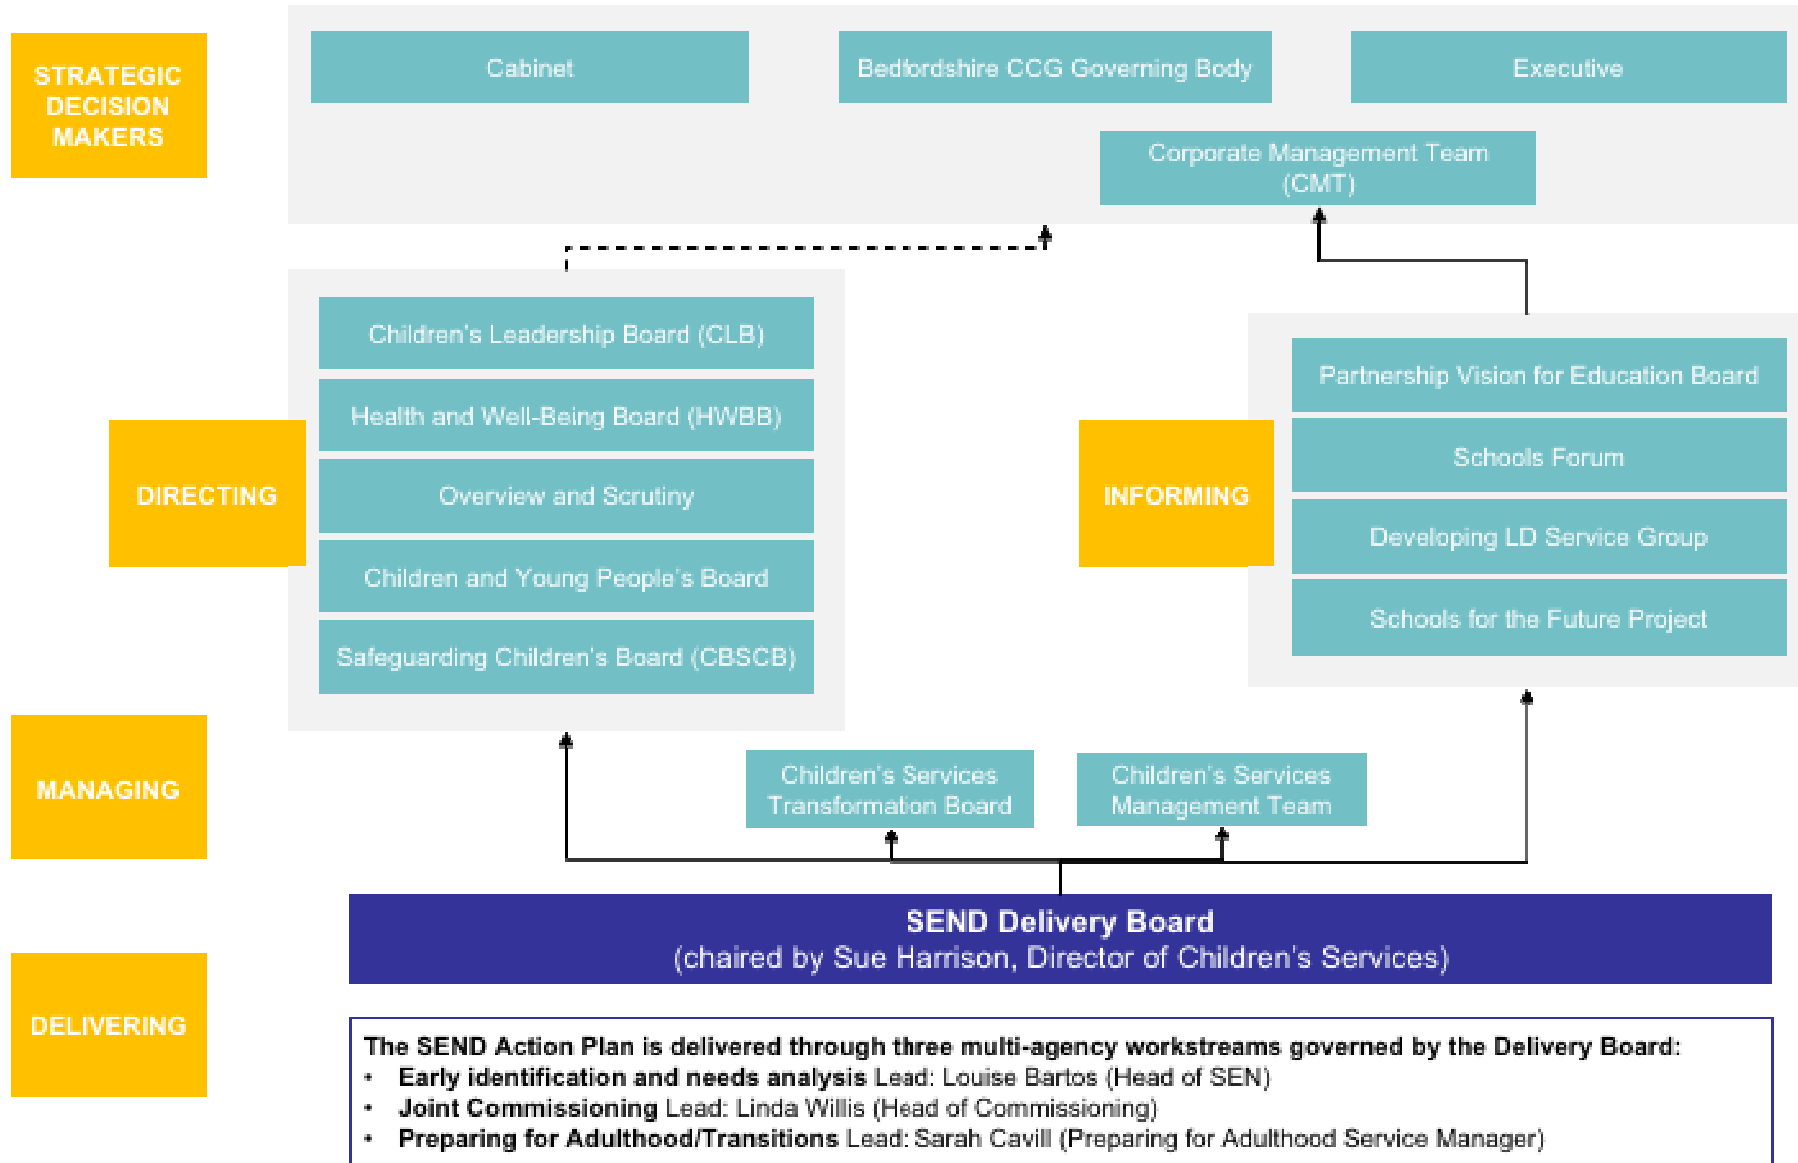 STRATEGIC
DECISION
MAKERS
Cabinet
Bedfordshire CCG Governing Body
Executive
Corporate Management Team
(CMT)
DIRECTING
Children's Leadership Board (CLB)
Health and Well-Being Board (HWBB)
Overview and Scrutiny
Children and Young People's Board
Safeguarding Children's Board (CBSCB)
INFORMING
Partnership Vision for Education Board
Schools Forum
Developing LD Service Group
Schools for the Future Project
MANAGING
Children's Services
Transformation Board
Children's Services
Management Team
SEND Delivery Board
(chaired by Sue Harrison, Director of Children's Services)
DELIVERING
The SEND Action Plan is delivered through three multi-agency workstreams governed by the Delivery Board:
• Early identification and needs analysis Lead: Louise Bartos (Head of SEN)
• Joint Commissioning Lead: Linda Willis (Head of Commissioning)
• Preparing for Adulthood/Transitions Lead: Sarah Cavill (Preparing for Adulthood Service Manager)